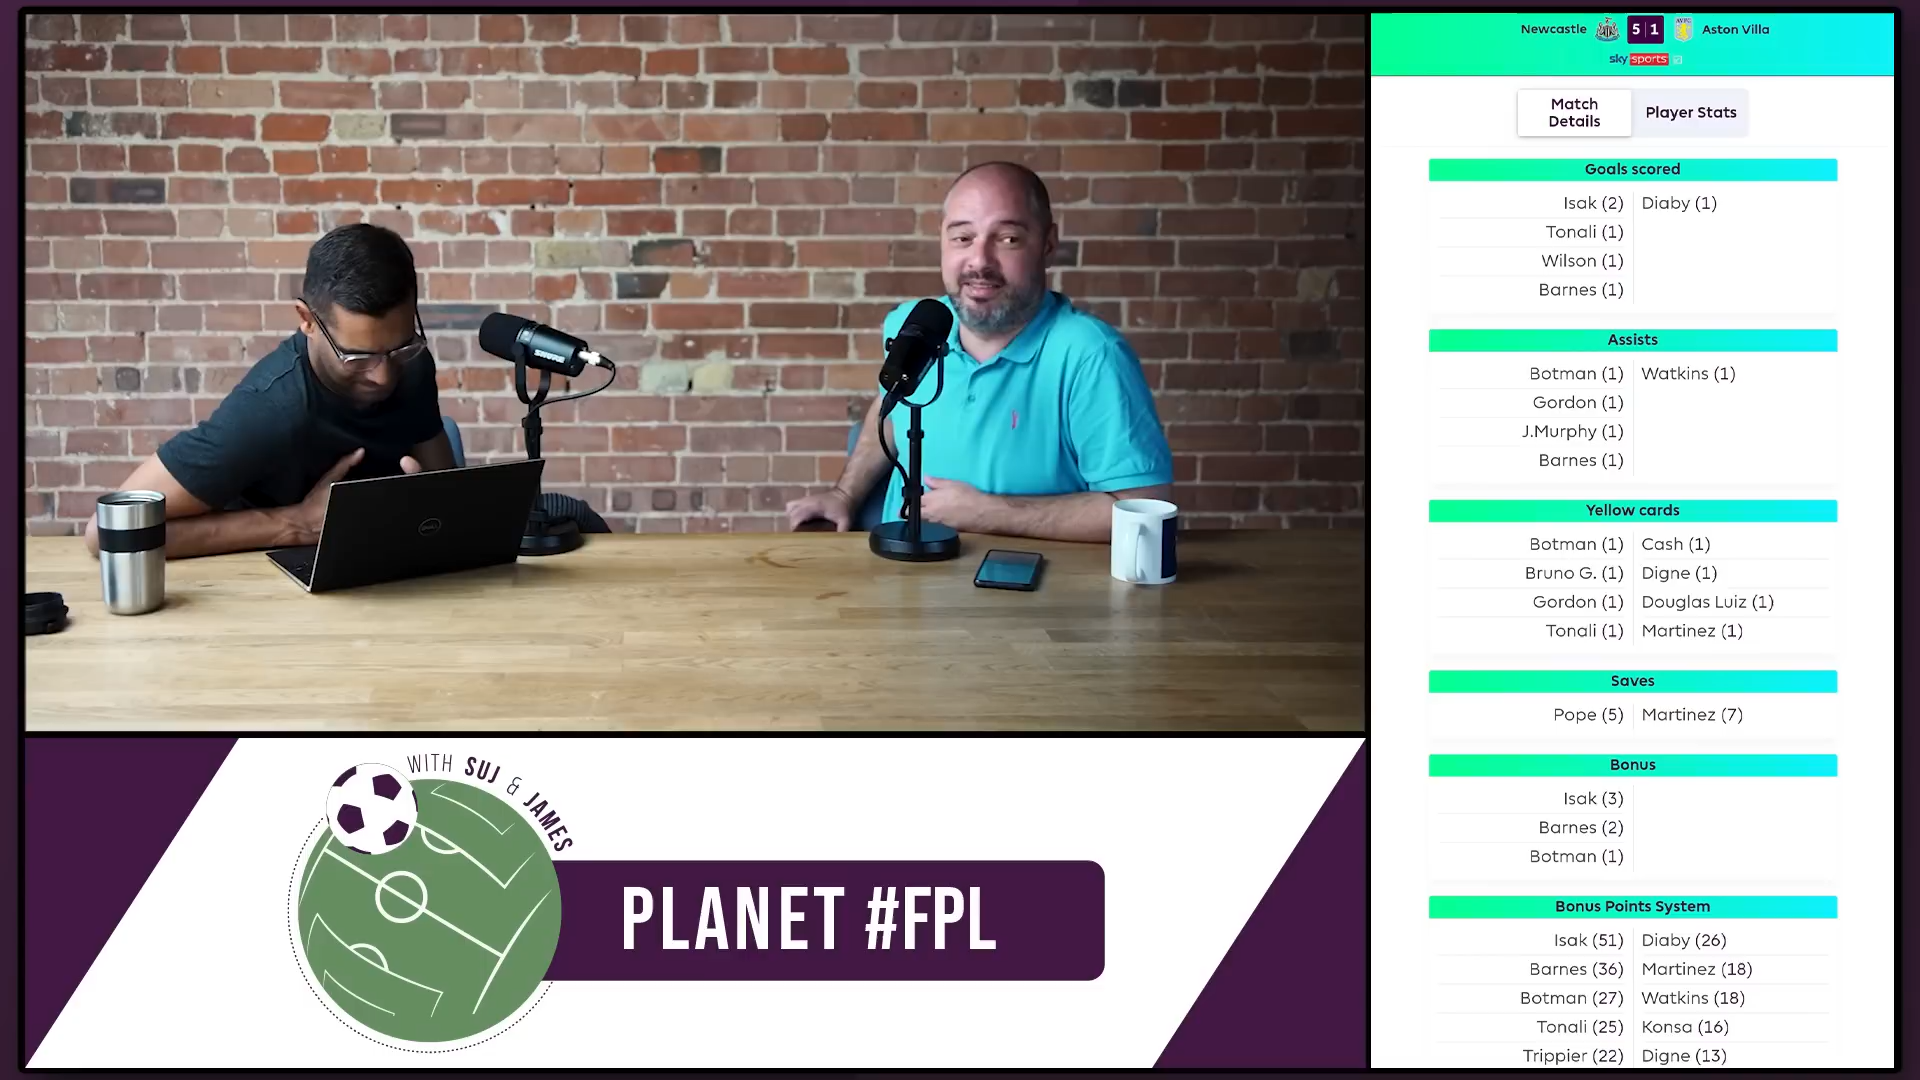 Newcastle 5 1 Aston Villa
sky sports
Match
Details
Player Stats
Goals scored
Isak (2) Diaby (1)
Tonali (1)
Wilson (1)
Barnes (1)
Assists
Botman (1) Watkins (1)
Gordon (1)
J.Murphy (1)
Barnes (1)
Yellow cards
Botman (1) Cash (1)
Bruno G. (1) Digne (1)
Gordon (1) Douglas Luiz (1)
Tonali (1) Martinez (1)
Saves
Pope (5) Martinez (7)
Bonus
Isak (3)
Barnes (2)
Botman (1)
Bonus Points System
Isak (51) Diaby (26)
Barnes (36) Martinez (18)
Botman (27) Watkins (18)
Tonali (25) Konsa (16)
Trippier (22) Digne (13)
SHURE
DELL
WITH SUJ & JAMES
PLANET #FPL